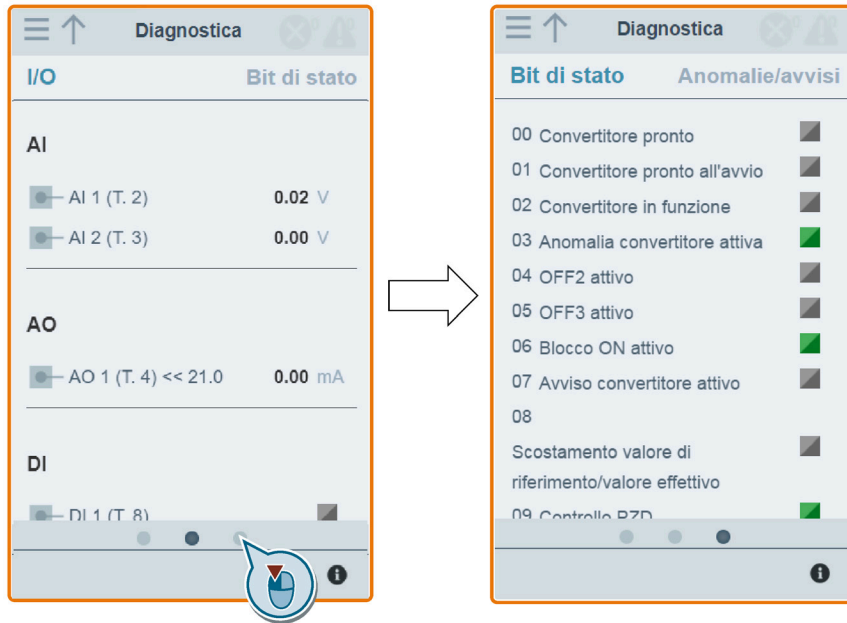 Diagnostica
I/O Bit di stato
AI
AI 1 (T. 2) 0.02 V
AI 2 (T. 3) 0.00 V
AO
AO 1 (T. 4) << 21.0 0.00 mA
DI
DI 1 (T. 8)
Diagnostica
Bit di stato Anomalie/avvisi
00 Convertitore pronto
01 Convertitore pronto all'avvio
02 Convertitore in funzione
03 Anomalia convertitore attiva
04 OFF2 attivo
05 OFF3 attivo
06 Blocco ON attivo
07 Avviso convertitore attivo
08
Scostamento valore di
riferimento/valore effettivo
09 Controllo PZD